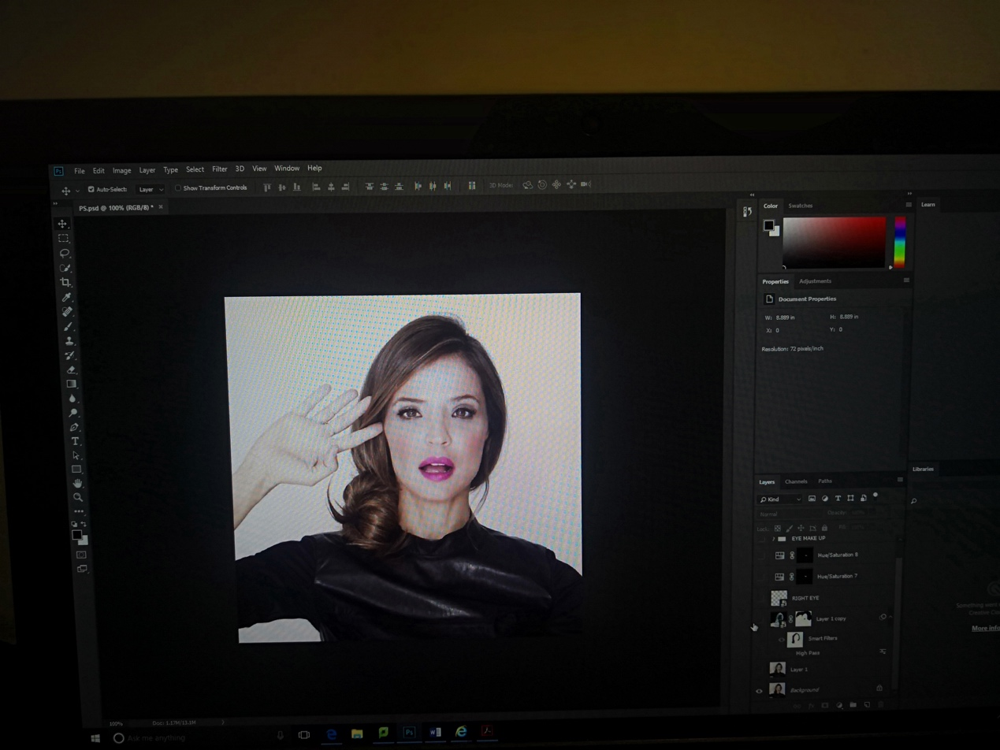 Ps File Edit Image Layer Type Select Filter 3D View Window Help
Auto-Select: Layer Show Transform Controls 3D Mode:
PS.psd @ 100% (RGB/8) * ×
Color Swatches
Learn
Properties Adjustments
Document Properties
W: 8.889 in H: 8.889 in
X: 0 Y: 0
Resolution: 72 pixels/inch
Libraries
Layers Channels Paths
Kind
Normal Opacity: 100%
Lock: Fill: 100%
EYE MAKE UP
Hue/Saturation 8
Hue/Saturation 7
RIGHT EYE
Layer 1 copy
Smart Filters
High Pass
Layer 1
Background
Something went
Creative Clo
More info
100% Doc: 1.17M/13.1M
Ask me anything